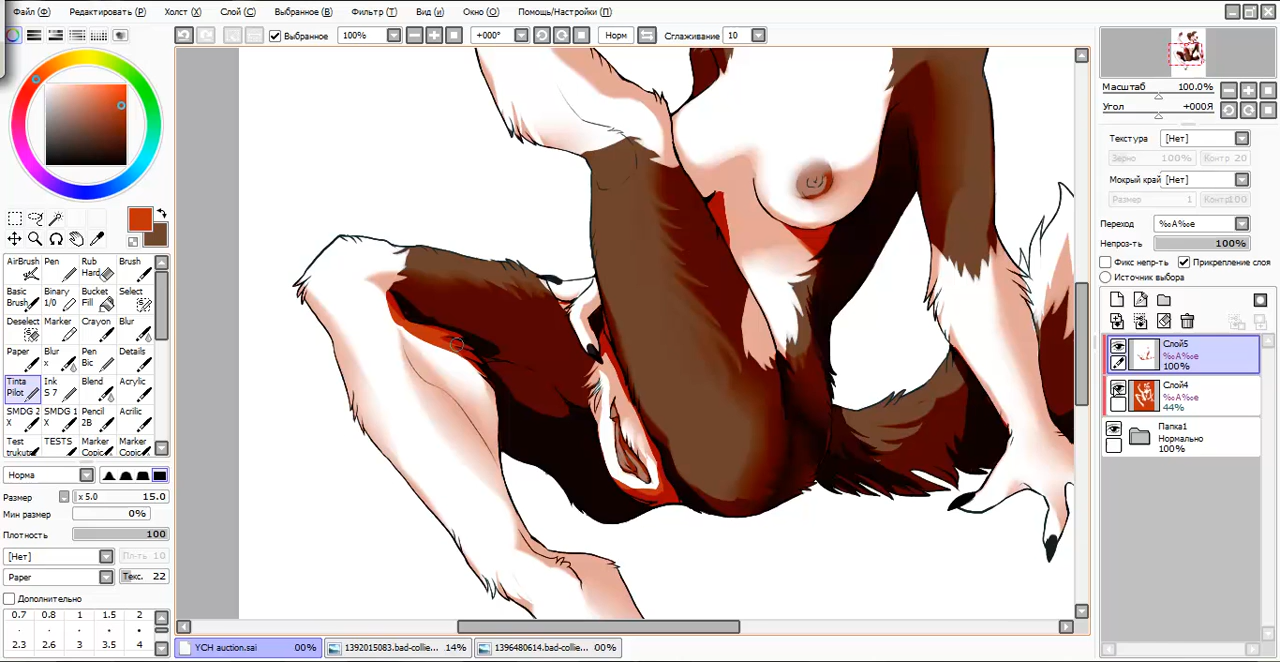 Файл (Ф) Редактировать (Р) Холст (Х) Слой (С) Выбранное (В) Фильтр (Т) Вид (и) Окно (О) Помощь/Настройки (П)
Выбранное 100% +000° Норм Сглаживание 10
Масштаб 100.0%
Угол +000Я
Текстура [Нет]
Зерно 100% Контр 20
Мокрый край [Нет]
Размер 1 Контр 100
Переход ‰A‰e
Непроз-ть 100%
Фикс непр-ть Прикрепление слоя
Источник выбора
Слой5
‰A‰e
100%
Слой4
‰A‰e
44%
Папка1
Нормально
100%
AirBrush Pen Rub Hard Brush
Basic Brush Binary 1/0 Bucket Fill Select
Deselect Marker Crayon Blur
Paper Blur x Pen Bic Details
Tinta Pilot Ink S 7 Blend Acrylic
SMDG 2 X SMDG 1 X Pencil 2B Acrilic X
Test trukut TESTS Marker Copic Marker Copic
Норма
Размер x 5.0 15.0
Мин размер 0%
Плотность 100
[Нет] Пл-ть 10
Paper Текс. 22
Дополнительно
0.7 0.8 1 1.5 2
2.3 2.6 3 3.5 4
YCH auction.sai 00% 1392015083.bad-collie... 14% 1396480614.bad-collie... 00%